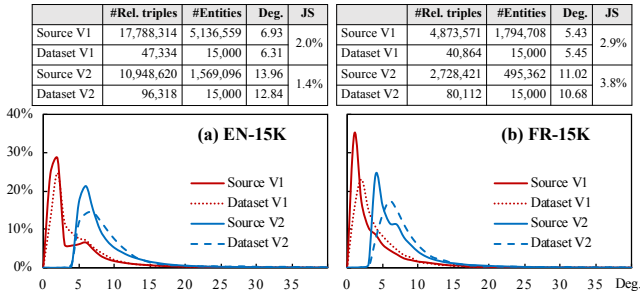 #Rel. triples #Entities Deg. JS
Source V1 17,788,314 5,136,559 6.93 2.0%
Dataset V1 47,334 15,000 6.31
Source V2 10,948,620 1,569,096 13.96 1.4%
Dataset V2 96,318 15,000 12.84
#Rel. triples #Entities Deg. JS
Source V1 4,873,571 1,794,708 5.43 2.9%
Dataset V1 40,864 15,000 5.45
Source V2 2,728,421 495,362 11.02 3.8%
Dataset V2 80,112 15,000 10.68
40%
30%
20%
10%
0%
(a) EN-15K
Source V1
Dataset V1
Source V2
Dataset V2
0 5 10 15 20 25 30 35
(b) FR-15K
Source V1
Dataset V1
Source V2
Dataset V2
0 5 10 15 20 25 30 35 Deg.